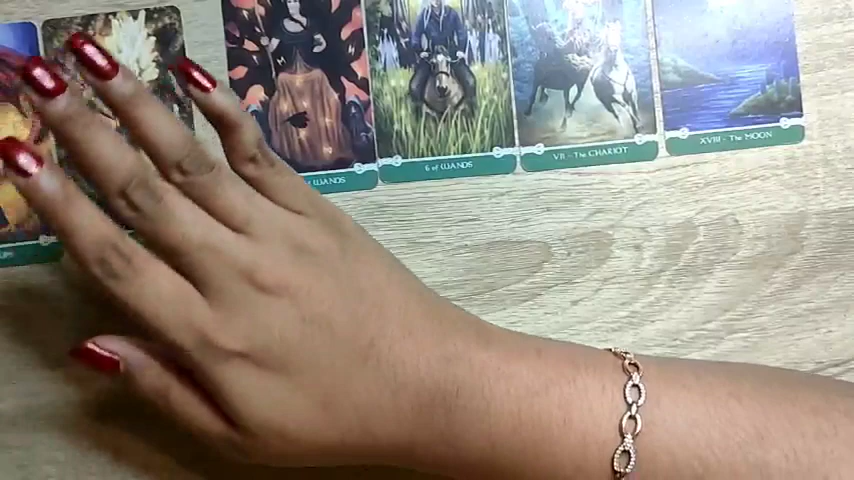 WANDS
6 OF WANDS
VII - THE CHARIOT
XVIII - THE MOON